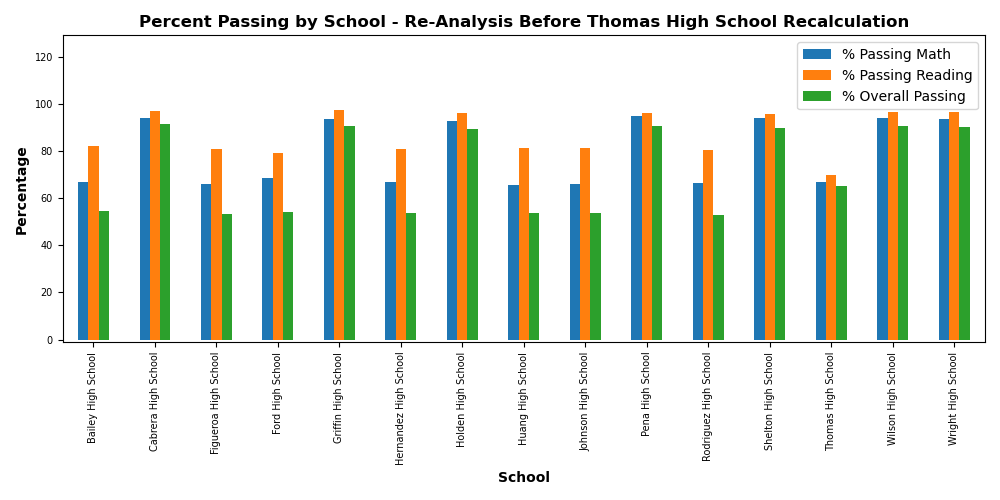 Percent Passing by School - Re-Analysis Before Thomas High School Recalculation
% Passing Math
% Passing Reading
% Overall Passing
Percentage
120
100
80
60
40
20
0
Bailey High School
Cabrera High School
Figueroa High School
Ford High School
Griffin High School
Hernandez High School
Holden High School
Huang High School
Johnson High School
Pena High School
Rodriguez High School
Shelton High School
Thomas High School
Wilson High School
Wright High School
School